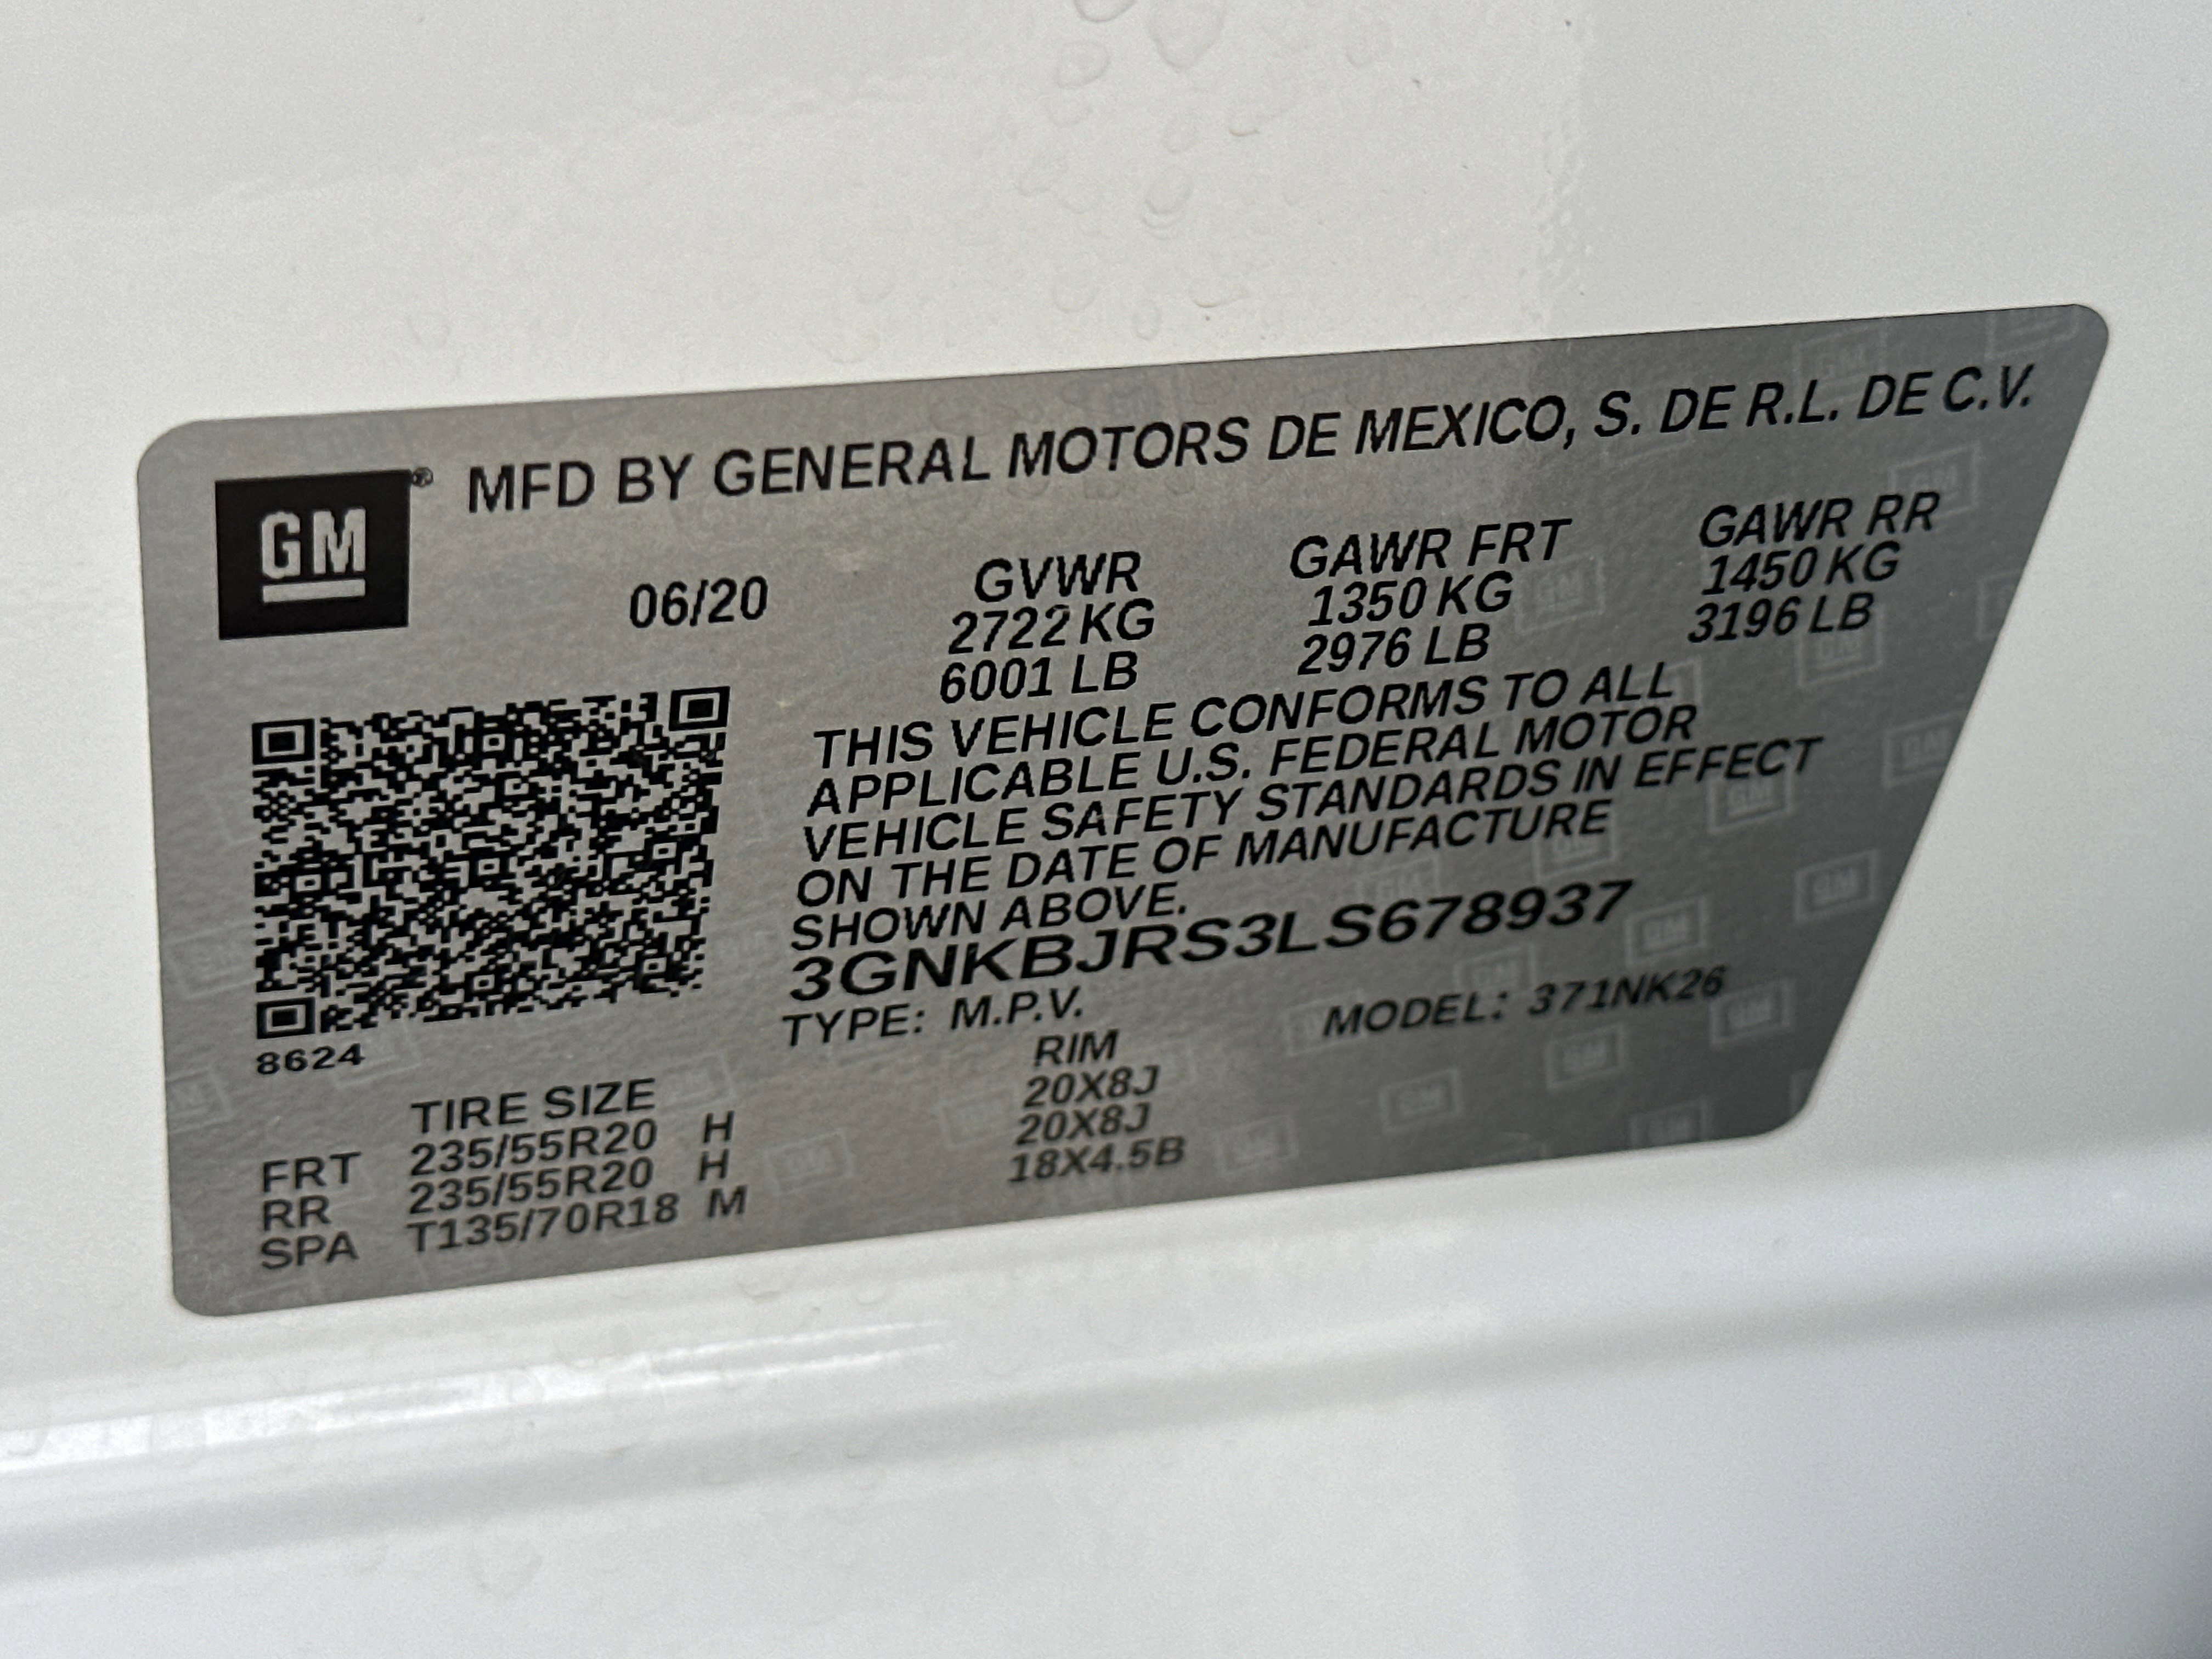 GM® MFD BY GENERAL MOTORS DE MEXICO, S. DE R.L. DE C.V.
06/20 GVWR GAWR FRT GAWR RR
2722 KG 1350 KG 1450 KG
6001 LB 2976 LB 3196 LB
THIS VEHICLE CONFORMS TO ALL
APPLICABLE U.S. FEDERAL MOTOR
VEHICLE SAFETY STANDARDS IN EFFECT
ON THE DATE OF MANUFACTURE
SHOWN ABOVE.
3GNKBJRS3LS678937
TYPE: M.P.V. MODEL: 371NK26
8624
TIRE SIZE RIM
FRT 235/55R20 H 20X8J
RR 235/55R20 H 20X8J
SPA T135/70R18 M 18X4.5B